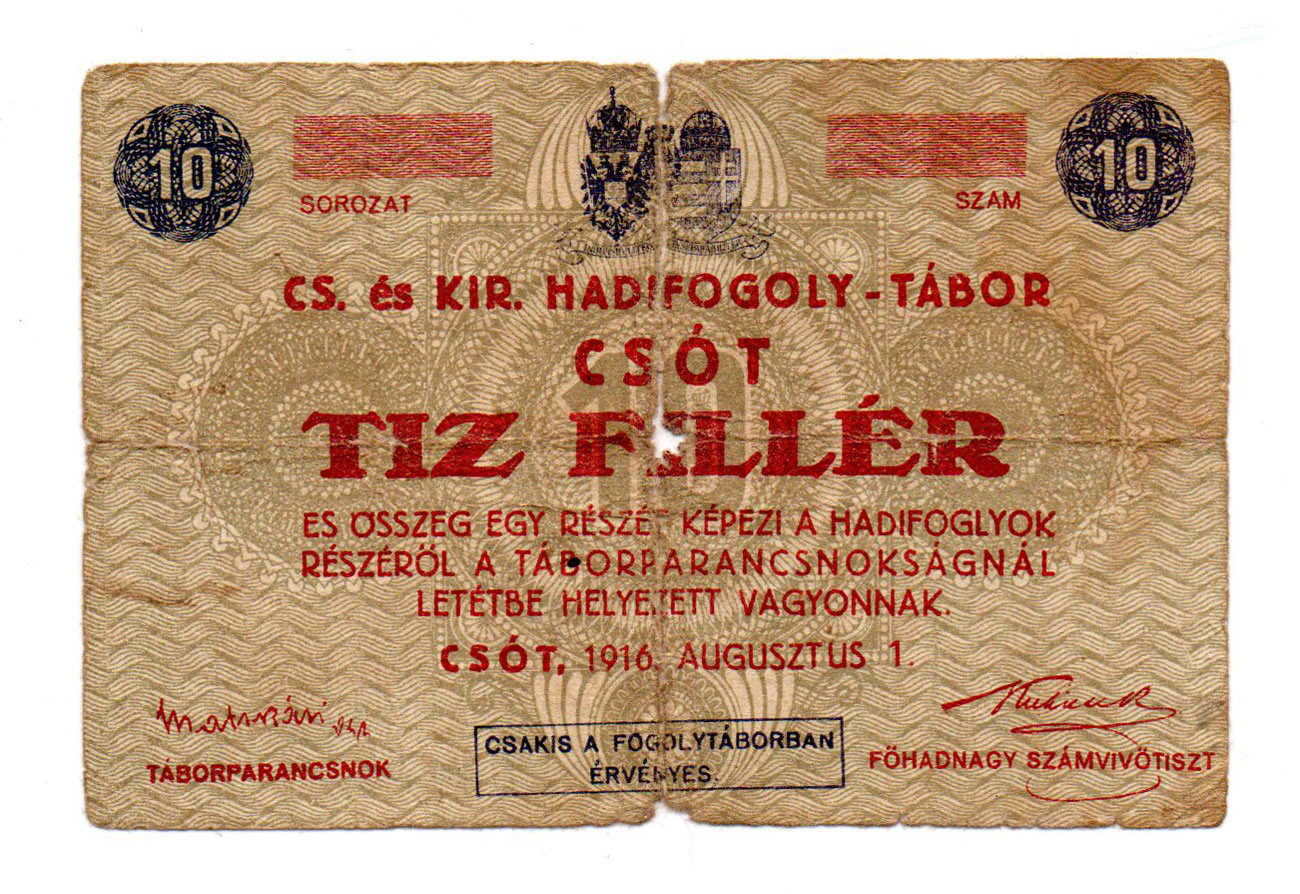 10
10
SOROZAT
SZAM
CS. és KIR. HADIFOGOLY-TÁBOR
CSÓT
10
TIZ FILLÉR
ES ÖSSZEG EGY RÉSZÉT KÉPEZI A HADIFOGLYOK
RÉSZÉRŐL A TÁBORPARANCSNOKSÁGNÁL
LETÉTBE HELYEZETT VAGYONNAK.
CSÓT, 1916. AUGUSZTUS 1.
TÁBORPARANCSNOK
CSAKIS A FOGOLYTÁBORBAN
ÉRVÉNYES.
FŐHADNAGY SZÁMVIVŐTISZT